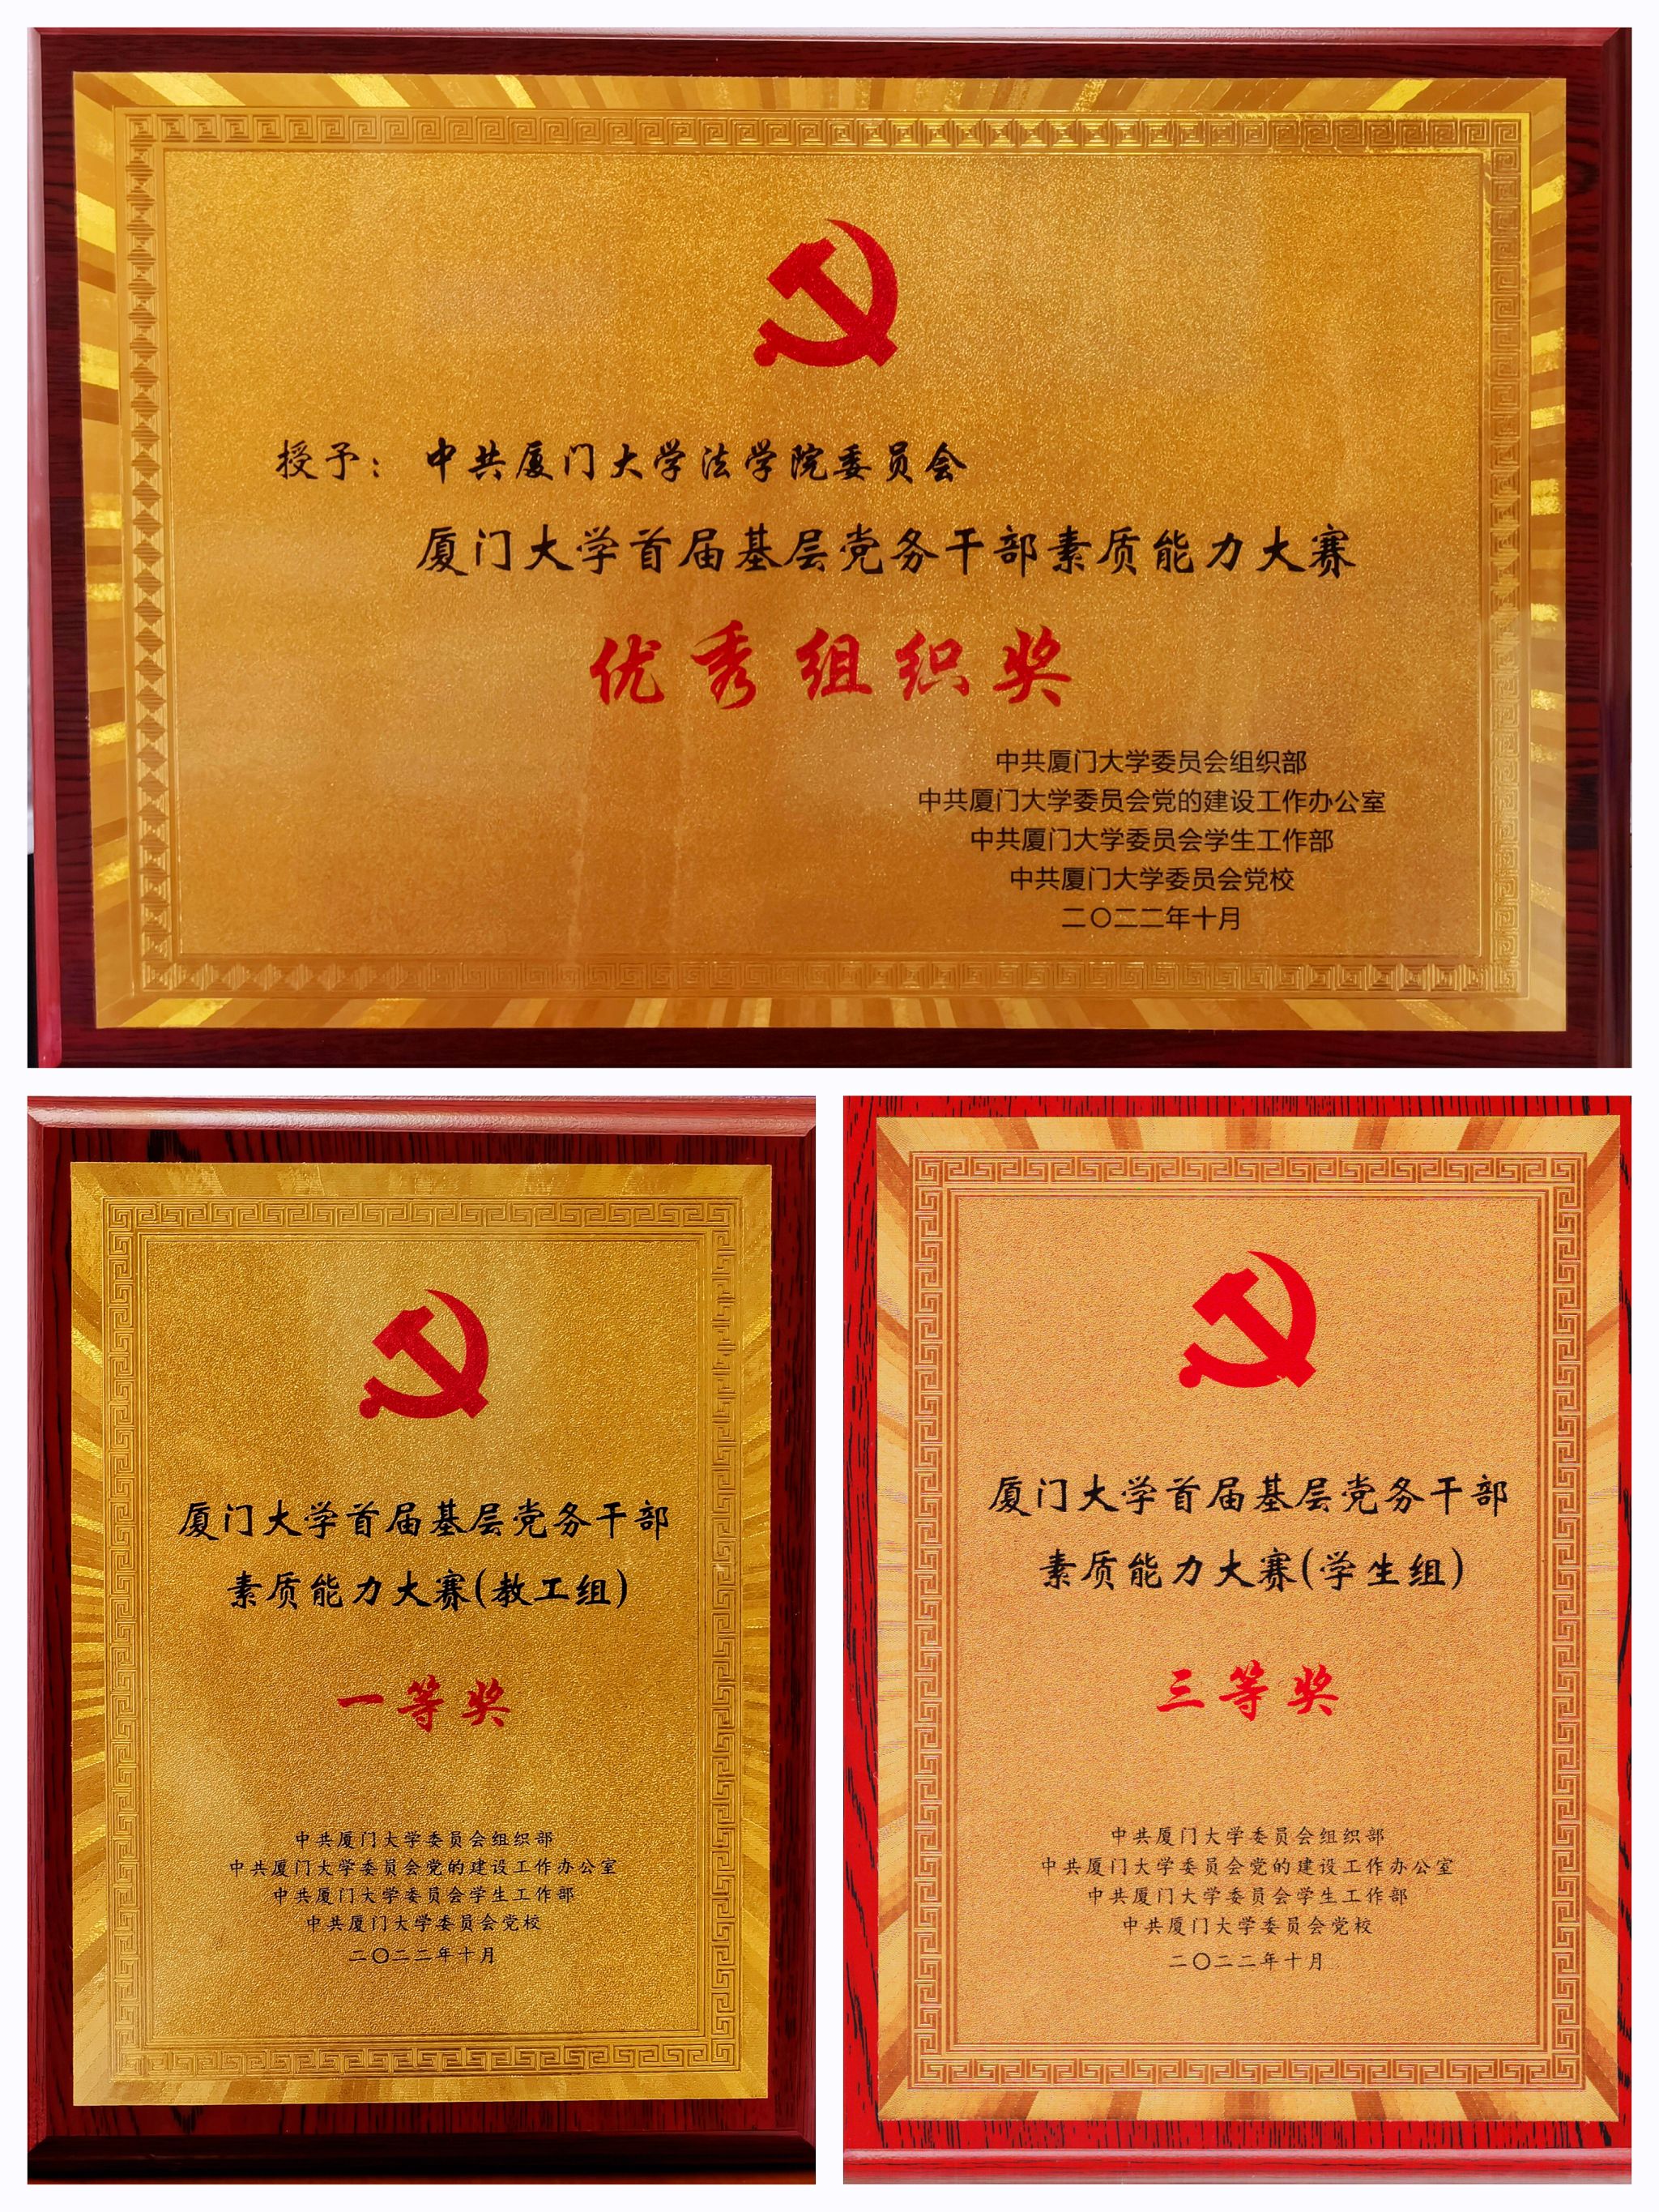 授予： 中共厦门大学法学院委员会
厦门大学首届基层党务干部素质能力大赛
优秀组织奖
中共厦门大学委员会组织部
中共厦门大学委员会党的建设工作办公室
中共厦门大学委员会学生工作部
中共厦门大学委员会党校
二〇二二年十月
厦门大学首届基层党务干部
素质能力大赛(教工组)
一等奖
中共厦门大学委员会组织部
中共厦门大学委员会党的建设工作办公室
中共厦门大学委员会学生工作部
中共厦门大学委员会党校
二〇二二年十月
厦门大学首届基层党务干部
素质能力大赛(学生组)
三等奖
中共厦门大学委员会组织部
中共厦门大学委员会党的建设工作办公室
中共厦门大学委员会学生工作部
中共厦门大学委员会党校
二〇二二年十月